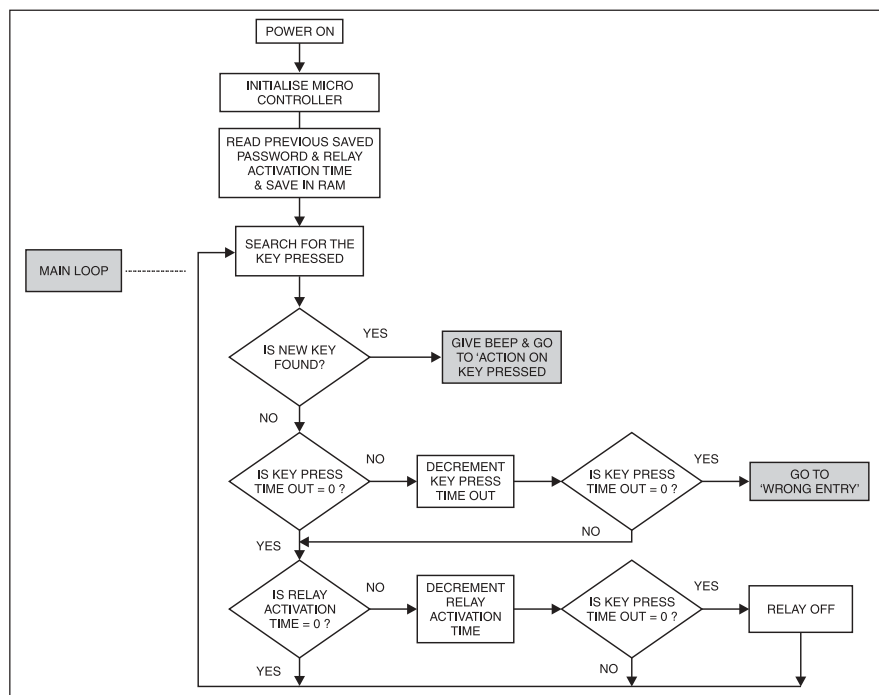 POWER ON
INITIALISE MICRO
CONTROLLER
READ PREVIOUS SAVED
PASSWORD & RELAY
ACTIVATION TIME
& SAVE IN RAM
SEARCH FOR THE
KEY PRESSED
MAIN LOOP
IS NEW KEY
FOUND?
YES
GIVE BEEP & GO
TO ‘ACTION ON
KEY PRESSED
NO
IS KEY PRESS
TIME OUT = 0 ?
NO
DECREMENT
KEY PRESS
TIME OUT
IS KEY PRESS
TIME OUT = 0 ?
YES
GO TO
‘WRONG ENTRY’
NO
YES
IS RELAY
ACTIVATION
TIME = 0 ?
NO
DECREMENT
RELAY
ACTIVATION
TIME
IS KEY PRESS
TIME OUT = 0 ?
YES
RELAY OFF
YES
NO